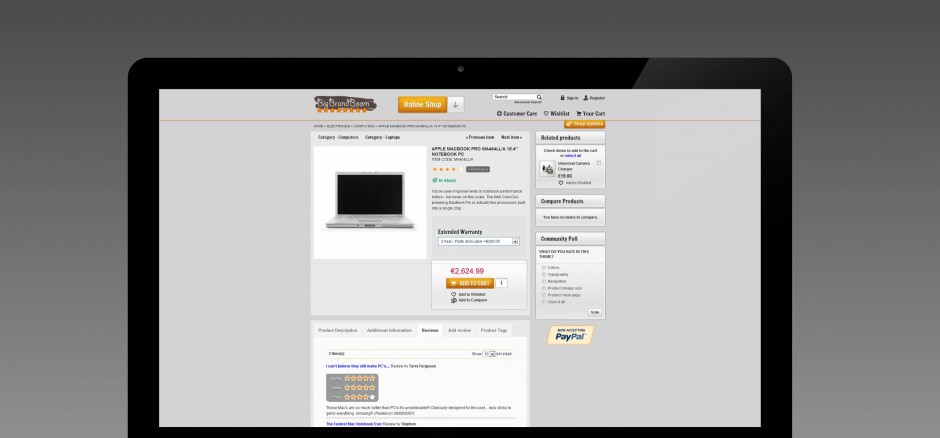 BigBrandBoom
Online Shop
Search
Advanced Search
Sign in
Register
Customer Care
Wishlist
Your Cart
Shop options
HOME > ELECTRONICS > COMPUTERS > APPLE MACBOOK PRO MA464LL/A 15.4" NOTEBOOK PC
Category - Computers
Category - Laptops
« Previous item
Next item »
APPLE MACBOOK PRO MA464LL/A 15.4"
NOTEBOOK PC
ITEM CODE: MA464LL/A
In stock
You've seen improvements in notebook performance
before - but never on this scale. The Intel Core Duo
powering MacBook Pro is actually two processors built
into a single chip.
Extended Warranty
3 Year - Parts and Labor +€320.00
€2,624.99
ADD TO CART
1
Add to Wishlist
Add to Compare
Related products
Check items to add to the cart
or select all
Universal Camera
Charger
€19.00
Add to Wishlist
Compare Products
You have no items to compare.
Community Poll
WHAT DO YOU HATE IN THIS
THEME?
Colors
Typography
Navigation
Product image size
Product view page
I love it all
Vote
NOW ACCEPTING
PayPal
Product Description
Additional Information
Reviews
Add review
Product Tags
2 Item(s)
Show 10 per page
I can't believe they still make PC's... Review by Terry Ferguson
These Mac's are so much better than PC's it's unbelievable!!! Obviously designed for the user... less clicks to
get to everything. amazing!!! (Posted on 28/08/2007)
The Fastest Mac Notebook Ever Review by Stephen